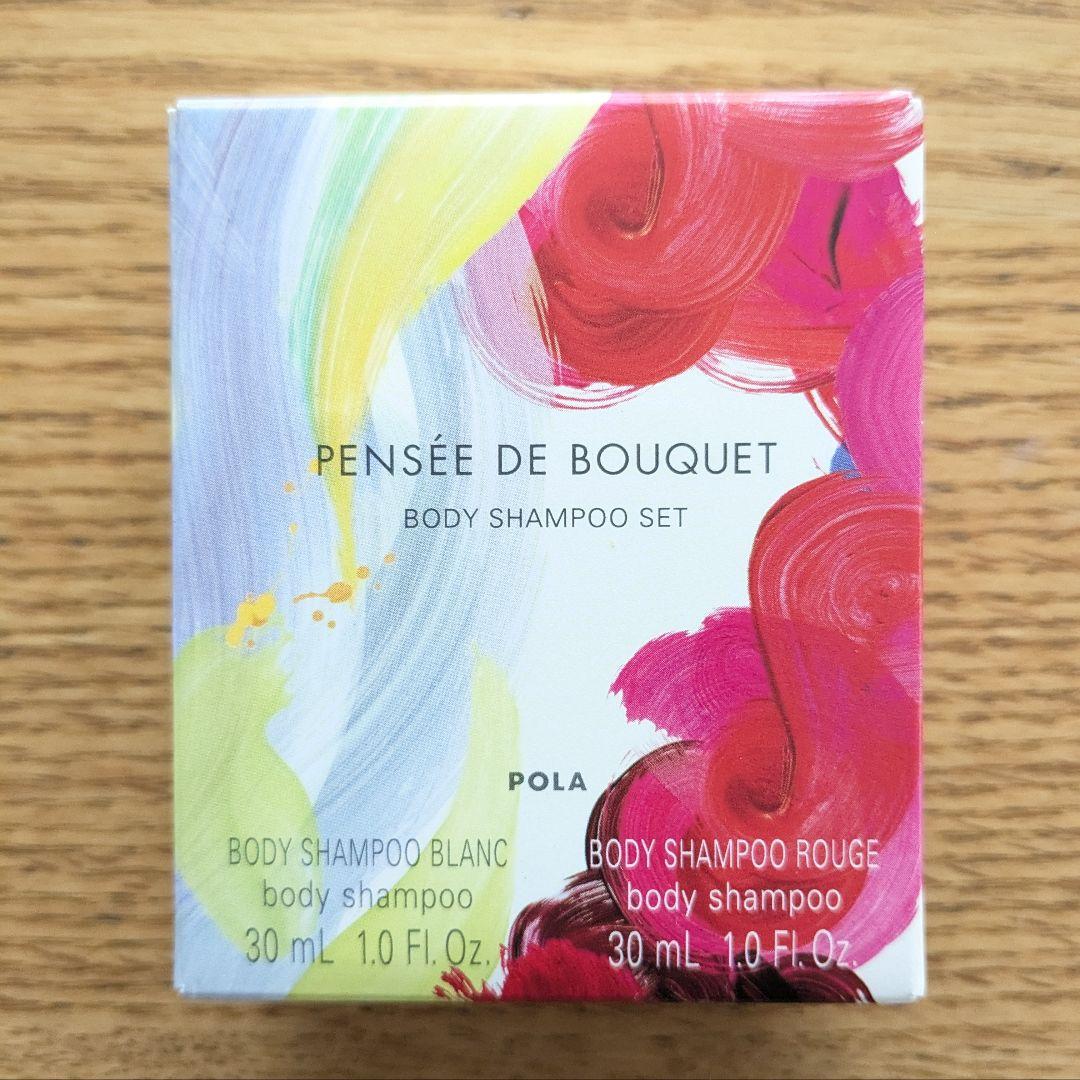 PENSÉE DE BOUQUET
BODY SHAMPOO SET
POLA
BODY SHAMPOO BLANC
body shampoo
30 mL 1.0 Fl. Oz.
BODY SHAMPOO ROUGE
body shampoo
30 mL 1.0 Fl. Oz.